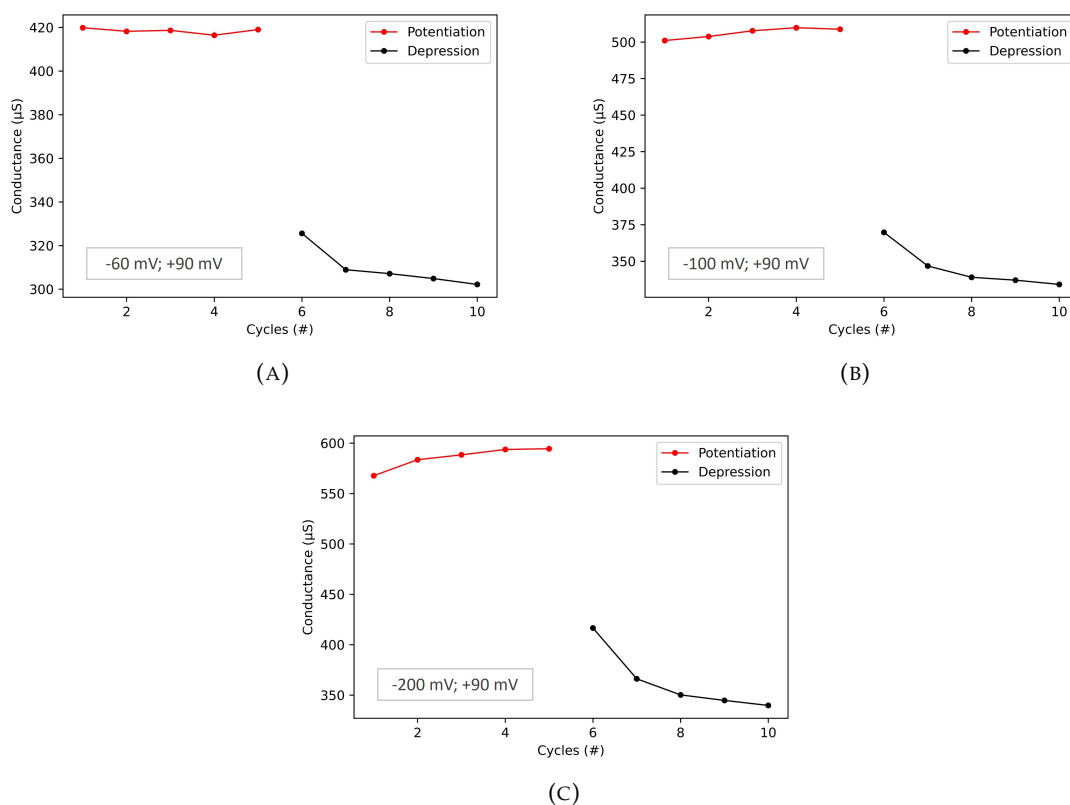 420
400
380
360
340
320
300
Conductance (µS)
Potentiation
Depression
-60 mV; +90 mV
2 4 6 8 10
Cycles (#)
(A)
500
475
450
425
400
375
350
Conductance (µS)
Potentiation
Depression
-100 mV; +90 mV
2 4 6 8 10
Cycles (#)
(B)
600
550
500
450
400
350
Conductance (µS)
Potentiation
Depression
-200 mV; +90 mV
2 4 6 8 10
Cycles (#)
(C)